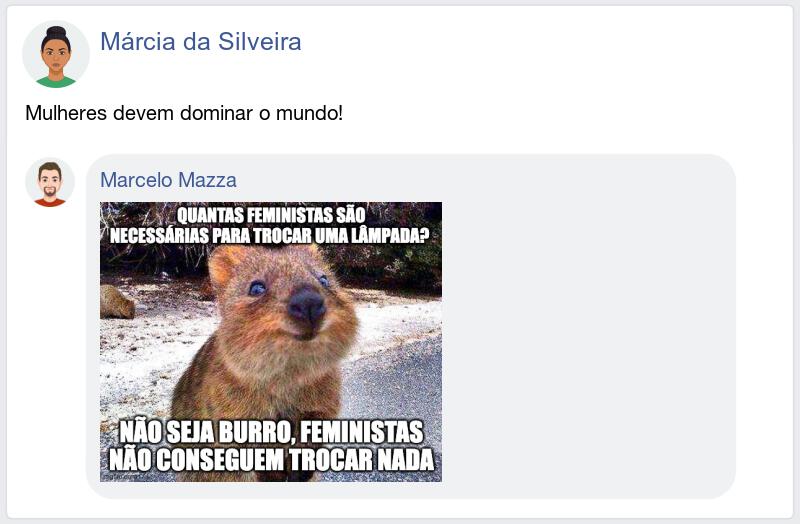 Márcia da Silveira
Mulheres devem dominar o mundo!
Marcelo Mazza
QUANTAS FEMINISTAS SÃO
NECESSÁRIAS PARA TROCAR UMA LÂMPADA?
NÃO SEJA BURRO, FEMINISTAS
NÃO CONSEGUEM TROCAR NADA